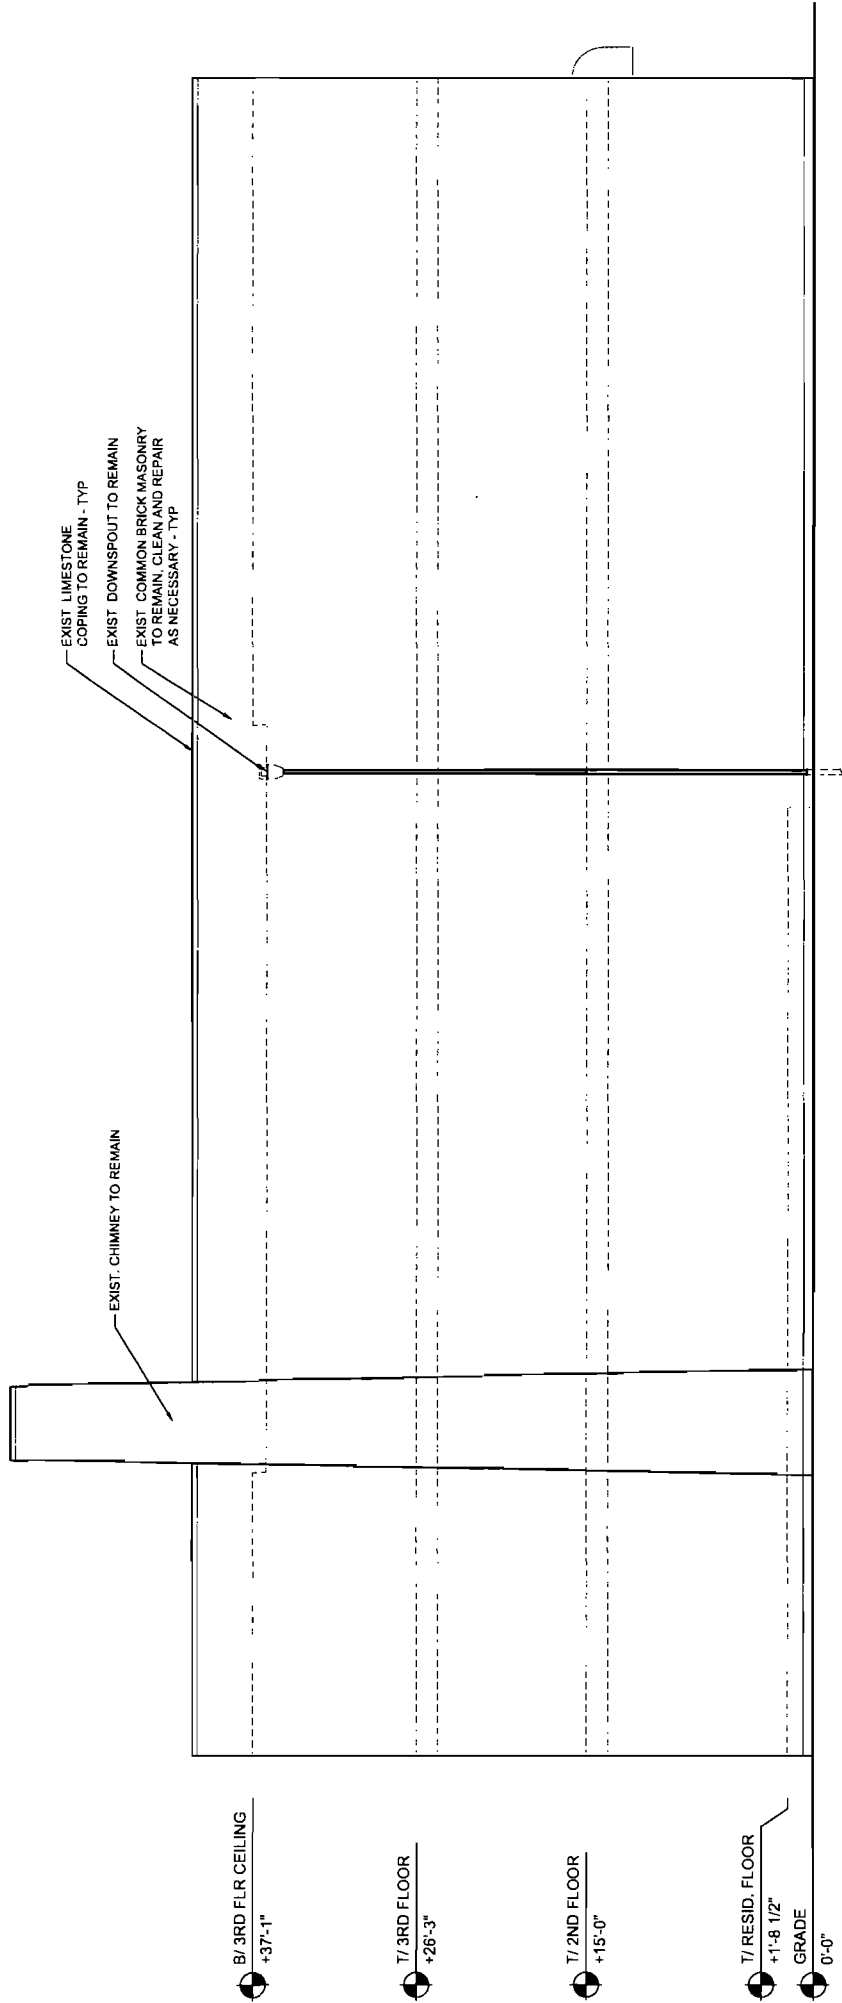 EXIST LIMESTONE
COPING TO REMAIN - TYP
EXIST DOWNSPOUT TO REMAIN
EXIST COMMON BRICK MASONRY
TO REMAIN, CLEAN AND REPAIR
AS NECESSARY - TYP
EXIST. CHIMNEY TO REMAIN
B/ 3RD FLR CEILING
+37'-1"
T/ 3RD FLOOR
+26'-3"
T/ 2ND FLOOR
+15'-0"
T/ RESID. FLOOR
+1'-8 1/2"
GRADE
0'-0"